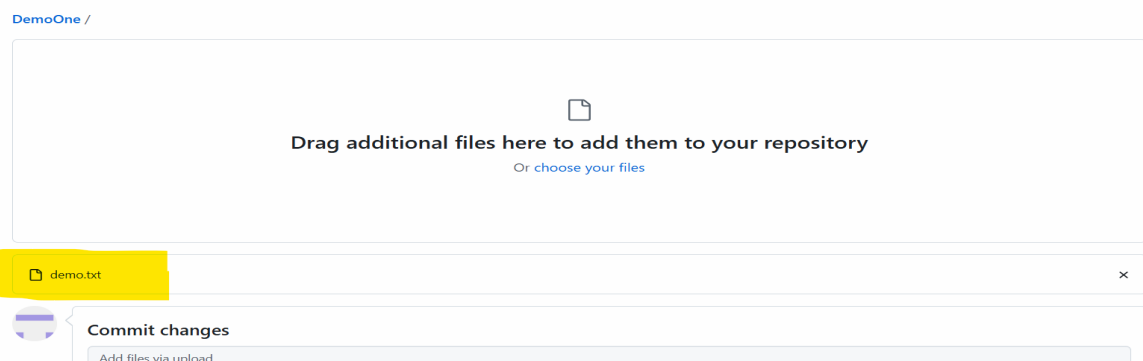 DemoOne /
Drag additional files here to add them to your repository
Or choose your files
demo.txt
Commit changes
Add files via upload